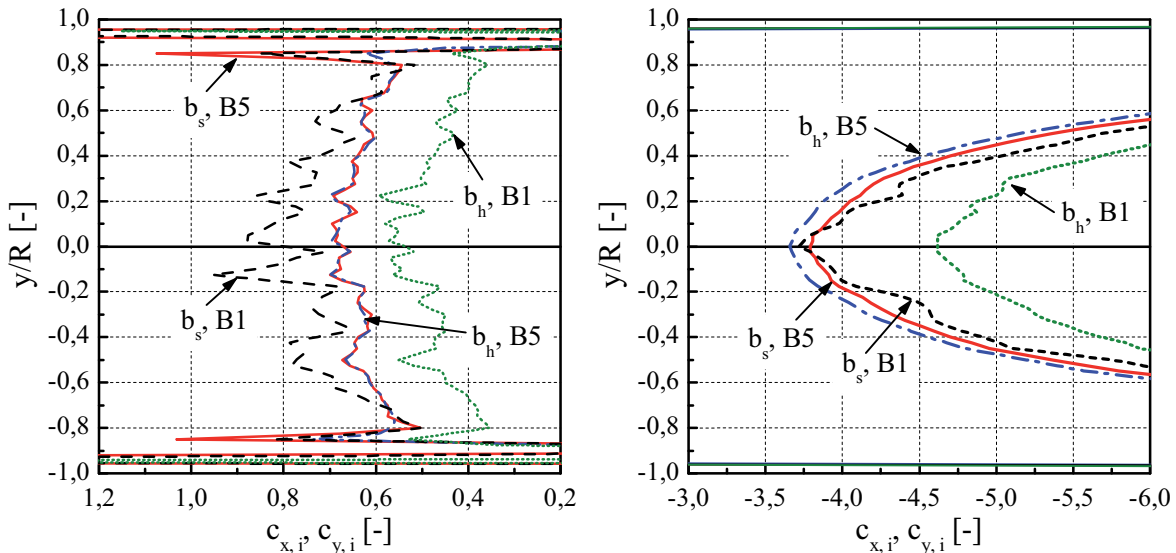 y/R [-]
1,0
0,8
0,6
0,4
0,2
0,0
-0,2
-0,4
-0,6
-0,8
-1,0
1,2 1,0 0,8 0,6 0,4 0,2
c_x, i, c_y, i [-]
b_s, B5
b_h, B1
b_s, B1
b_h, B5
y/R [-]
1,0
0,8
0,6
0,4
0,2
0,0
-0,2
-0,4
-0,6
-0,8
-1,0
-3,0 -3,5 -4,0 -4,5 -5,0 -5,5 -6,0
c_x, i, c_y, i [-]
b_h, B5
b_h, B1
b_s, B5
b_s, B1